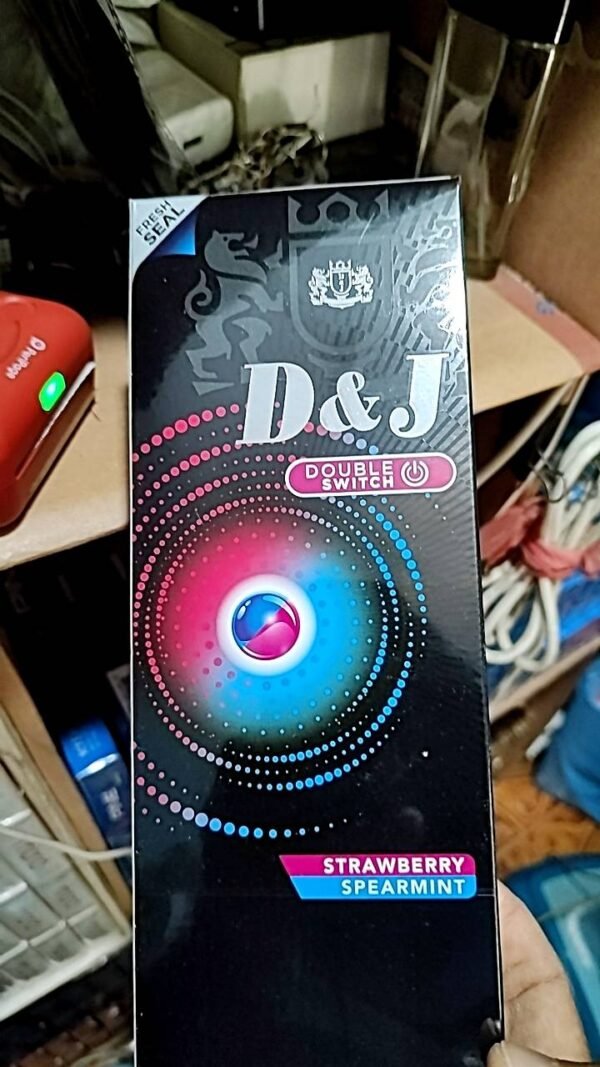 FRESH
SEAL
D&J
DOUBLE
SWITCH
STRAWBERRY
SPEARMINT